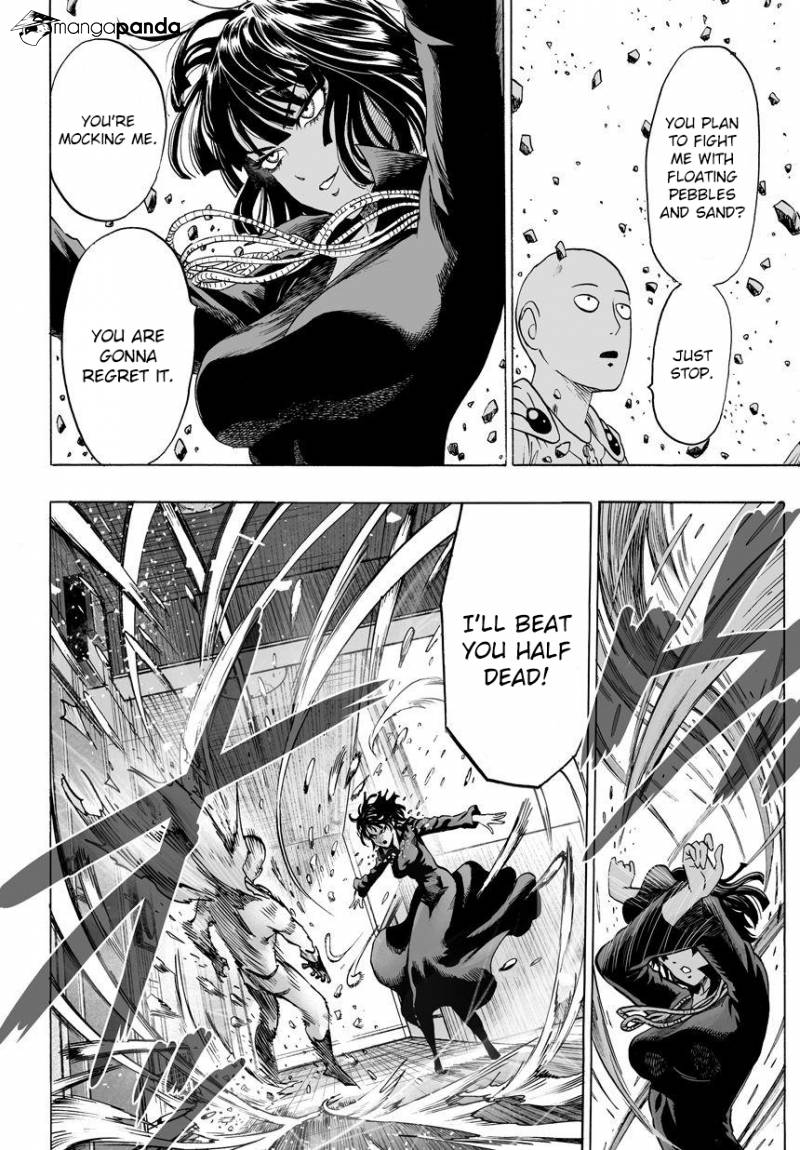 mangapanda
YOU PLAN
TO FIGHT
ME WITH
FLOATING
PEBBLES
AND SAND?
JUST
STOP.
YOU'RE
MOCKING ME.
YOU ARE
GONNA
REGRET IT.
I'LL BEAT
YOU HALF
DEAD!